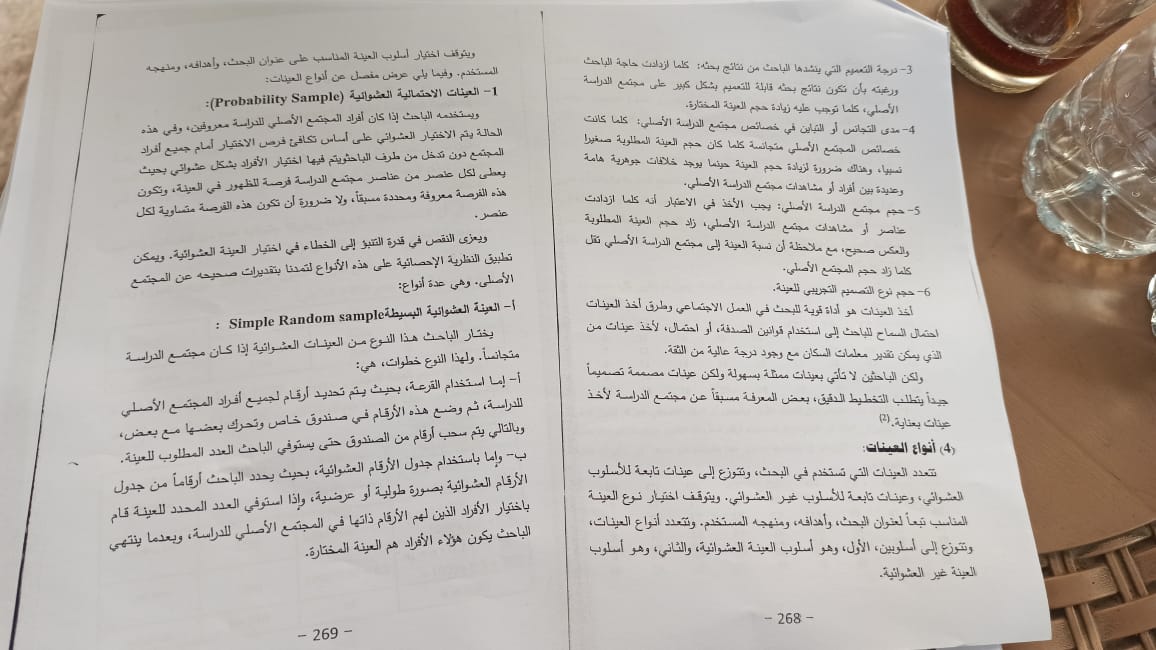 3- درجة التعميم التي ينشدها الباحث من نتائج بحثه: كلما ازدادت حاجة الباحث
ورغبته بأن تكون نتائج بحثه قابلة للتعميم بشكل كبير على مجتمع الدراسة
الأصلي، كلما توجب عليه زيادة حجم العينة المختارة.
4- مدى التجانس أو التباين في خصائص مجتمع الدراسة الأصلي: كلما كانت
خصائص المجتمع الأصلي متجانسة كلما كان حجم العينة المطلوبة صغيرا
نسبيا، وهناك ضرورة لزيادة حجم العينة حينما يوجد خلافات جوهرية هامة
وعديدة بين أفراد أو مشاهدات مجتمع الدراسة الأصلي.
5- حجم مجتمع الدراسة الأصلي: يجب الأخذ في الاعتبار أنه كلما ازدادت
عناصر أو مشاهدات مجتمع الدراسة الأصلي، زاد حجم العينة المطلوبة
والعكس صحيح، مع ملاحظة أن نسبة العينة إلى مجتمع الدراسة الأصلي تقل
كلما زاد حجم المجتمع الأصلي.
6- حجم نوع التصميم التجريبي للعينة.
أخذ العينات هو أداة قوية للبحث في العمل الاجتماعي وطرق أخذ العينات
احتمال السماح للباحث إلى استخدام قوانين الصدفة، أو احتمال، لأخذ عينات من
الذي يمكن تقدير معلمات السكان مع وجود درجة عالية من الثقة.
ولكن الباحثين لا تأتي بعينات ممثلة بسهولة ولكن عينات مصممة تصميماً
جيداً يتطلب التخطيط الدقيق، بعض المعرفة مسبقاً عن مجتمع الدراسة لأخذ
عينات بعناية.(2)
(4) أنواع العينات:
تتعدد العينات التي تستخدم في البحث، وتتوزع إلى عينات تابعة للأسلوب
العشوائي، وعينات تابعة للأسلوب غير العشوائي. ويتوقف اختيار نوع العينة
المناسب تبعاً لعنوان البحث، وأهدافه، ومنهجه المستخدم. وتتعدد أنواع العينات،
وتتوزع إلى أسلوبين، الأول، وهو أسلوب العينة العشوائية، والثاني، وهو أسلوب
العينة غير العشوائية.
- 268 -
ويتوقف اختيار أسلوب العينة المناسب على عنوان البحث، وأهدافه، ومنهجه
المستخدم. وفيما يلي عرض مفصل عن أنواع العينات:
1- العينات الاحتمالية العشوائية (Probability Sample):
ويستخدمه الباحث إذا كان أفراد المجتمع الأصلي للدراسة معروفين، وفي هذه
الحالة يتم الاختيار العشوائي على أساس تكافئ فرص الاختيار أمام جميع أفراد
المجتمع دون تدخل من طرف الباحثويتم فيها اختيار الأفراد بشكل عشوائي بحيث
يعطى لكل عنصر من عناصر مجتمع الدراسة فرصة للظهور في العينة، وتكون
هذه الفرصة معروفة ومحددة مسبقاً، ولا ضرورة أن تكون هذه الفرصة متساوية لكل
عنصر.
ويعزى النقص في قدرة التنبؤ إلى الخطاء في اختيار العينة العشوائية. ويمكن
تطبيق النظرية الإحصائية على هذه الأنواع لتمدنا بتقديرات صحيحه عن المجتمع
الأصلى. وهي عدة أنواع:
أ- العينة العشوائية البسيطةSimple Random sample :
يختار الباحث هذا النوع من العينات العشوائية إذا كان مجتمع الدراسة
متجانساً. ولهذا النوع خطوات، هي:
أ- إما استخدام القرعة، بحيث يتم تحديد أرقام لجميع أفراد المجتمع الأصلي
للدراسة، ثم وضع هذه الأرقام في صندوق خاص وتحرك بعضها مع بعض،
وبالتالي يتم سحب أرقام من الصندوق حتى يستوفي الباحث العدد المطلوب للعينة.
ب- وإما باستخدام جدول الأرقام العشوائية، بحيث يحدد الباحث أرقاماً من جدول
الأرقام العشوائية بصورة طولية أو عرضية، وإذا استوفي العدد المحدد للعينة قام
باختيار الأفراد الذين لهم الأرقام ذاتها في المجتمع الأصلي للدراسة، وبعدما ينتهي
الباحث يكون هؤلاء الأفراد هم العينة المختارة.
- 269 -